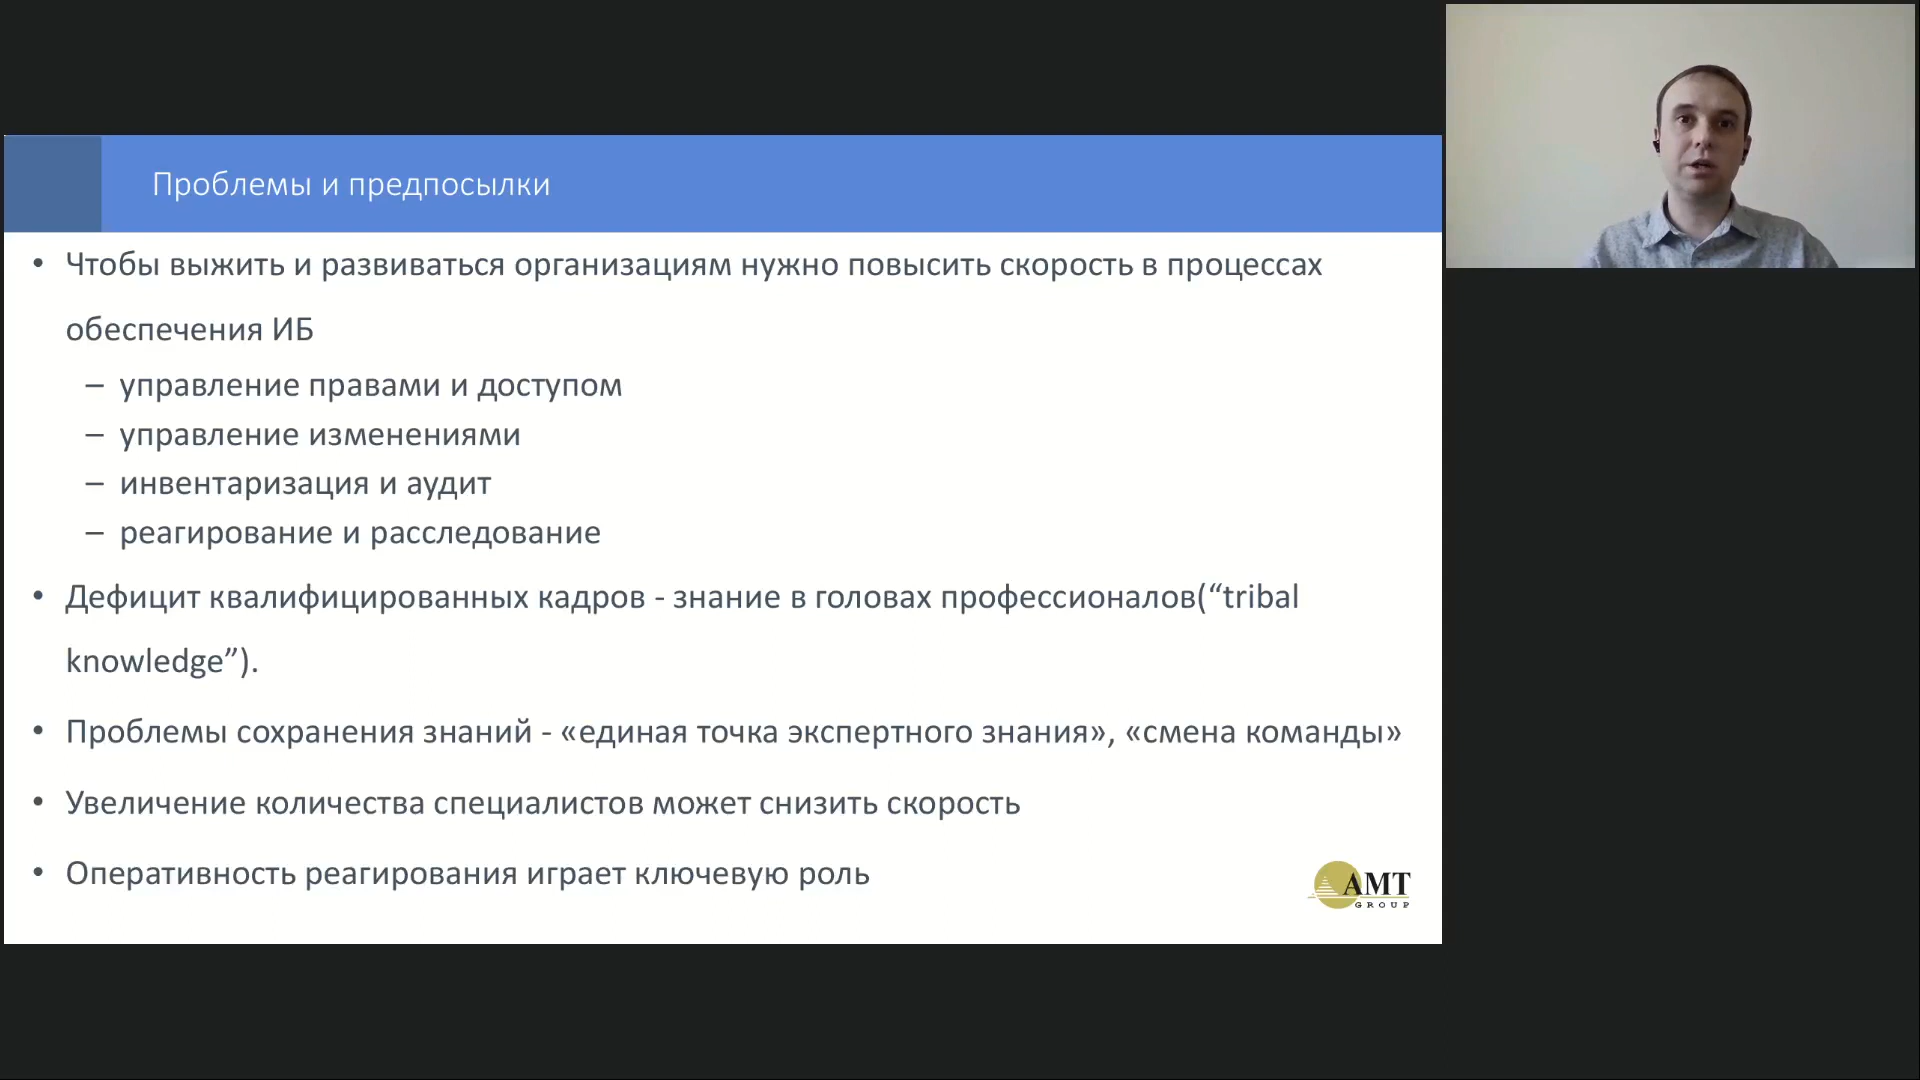 Проблемы и предпосылки
• Чтобы выжить и развиваться организациям нужно повысить скорость в процессах
обеспечения ИБ
– управление правами и доступом
– управление изменениями
– инвентаризация и аудит
– реагирование и расследование
• Дефицит квалифицированных кадров - знание в головах профессионалов(“tribal
knowledge”).
• Проблемы сохранения знаний - «единая точка экспертного знания», «смена команды»
• Увеличение количества специалистов может снизить скорость
• Оперативность реагирования играет ключевую роль
AMT
GROUP